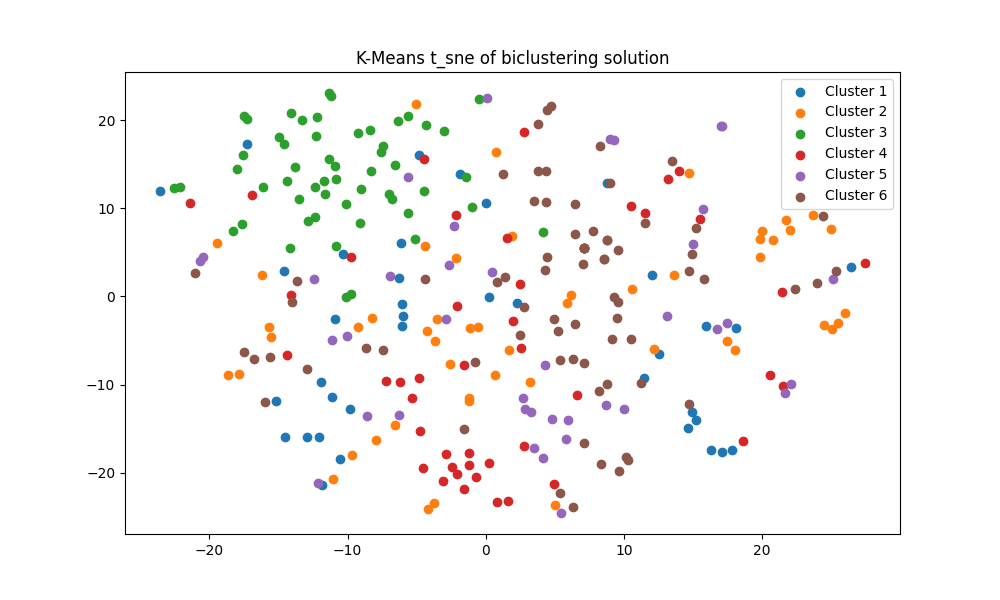 K-Means t_sne of biclustering solution
Cluster 1
Cluster 2
Cluster 3
Cluster 4
Cluster 5
Cluster 6
20
10
0
−10
−20
−20 −10 0 10 20